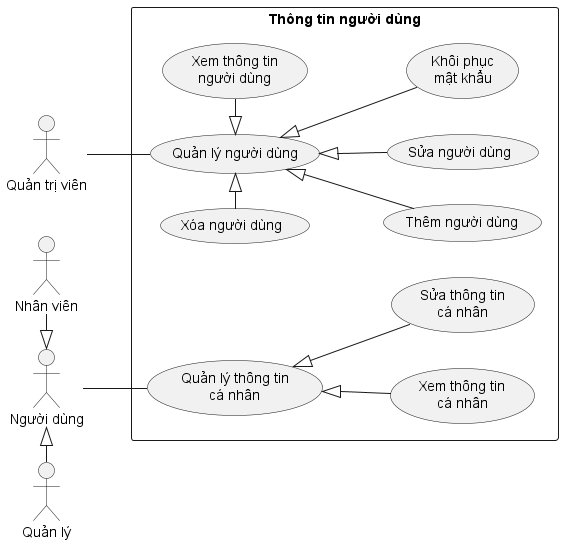 Thông tin người dùng
Xem thông tin
người dùng
Khôi phục
mật khẩu
Quản trị viên
Quản lý người dùng
Sửa người dùng
Xóa người dùng
Thêm người dùng
Nhân viên
Sửa thông tin
cá nhân
Người dùng
Quản lý thông tin
cá nhân
Xem thông tin
cá nhân
Quản lý